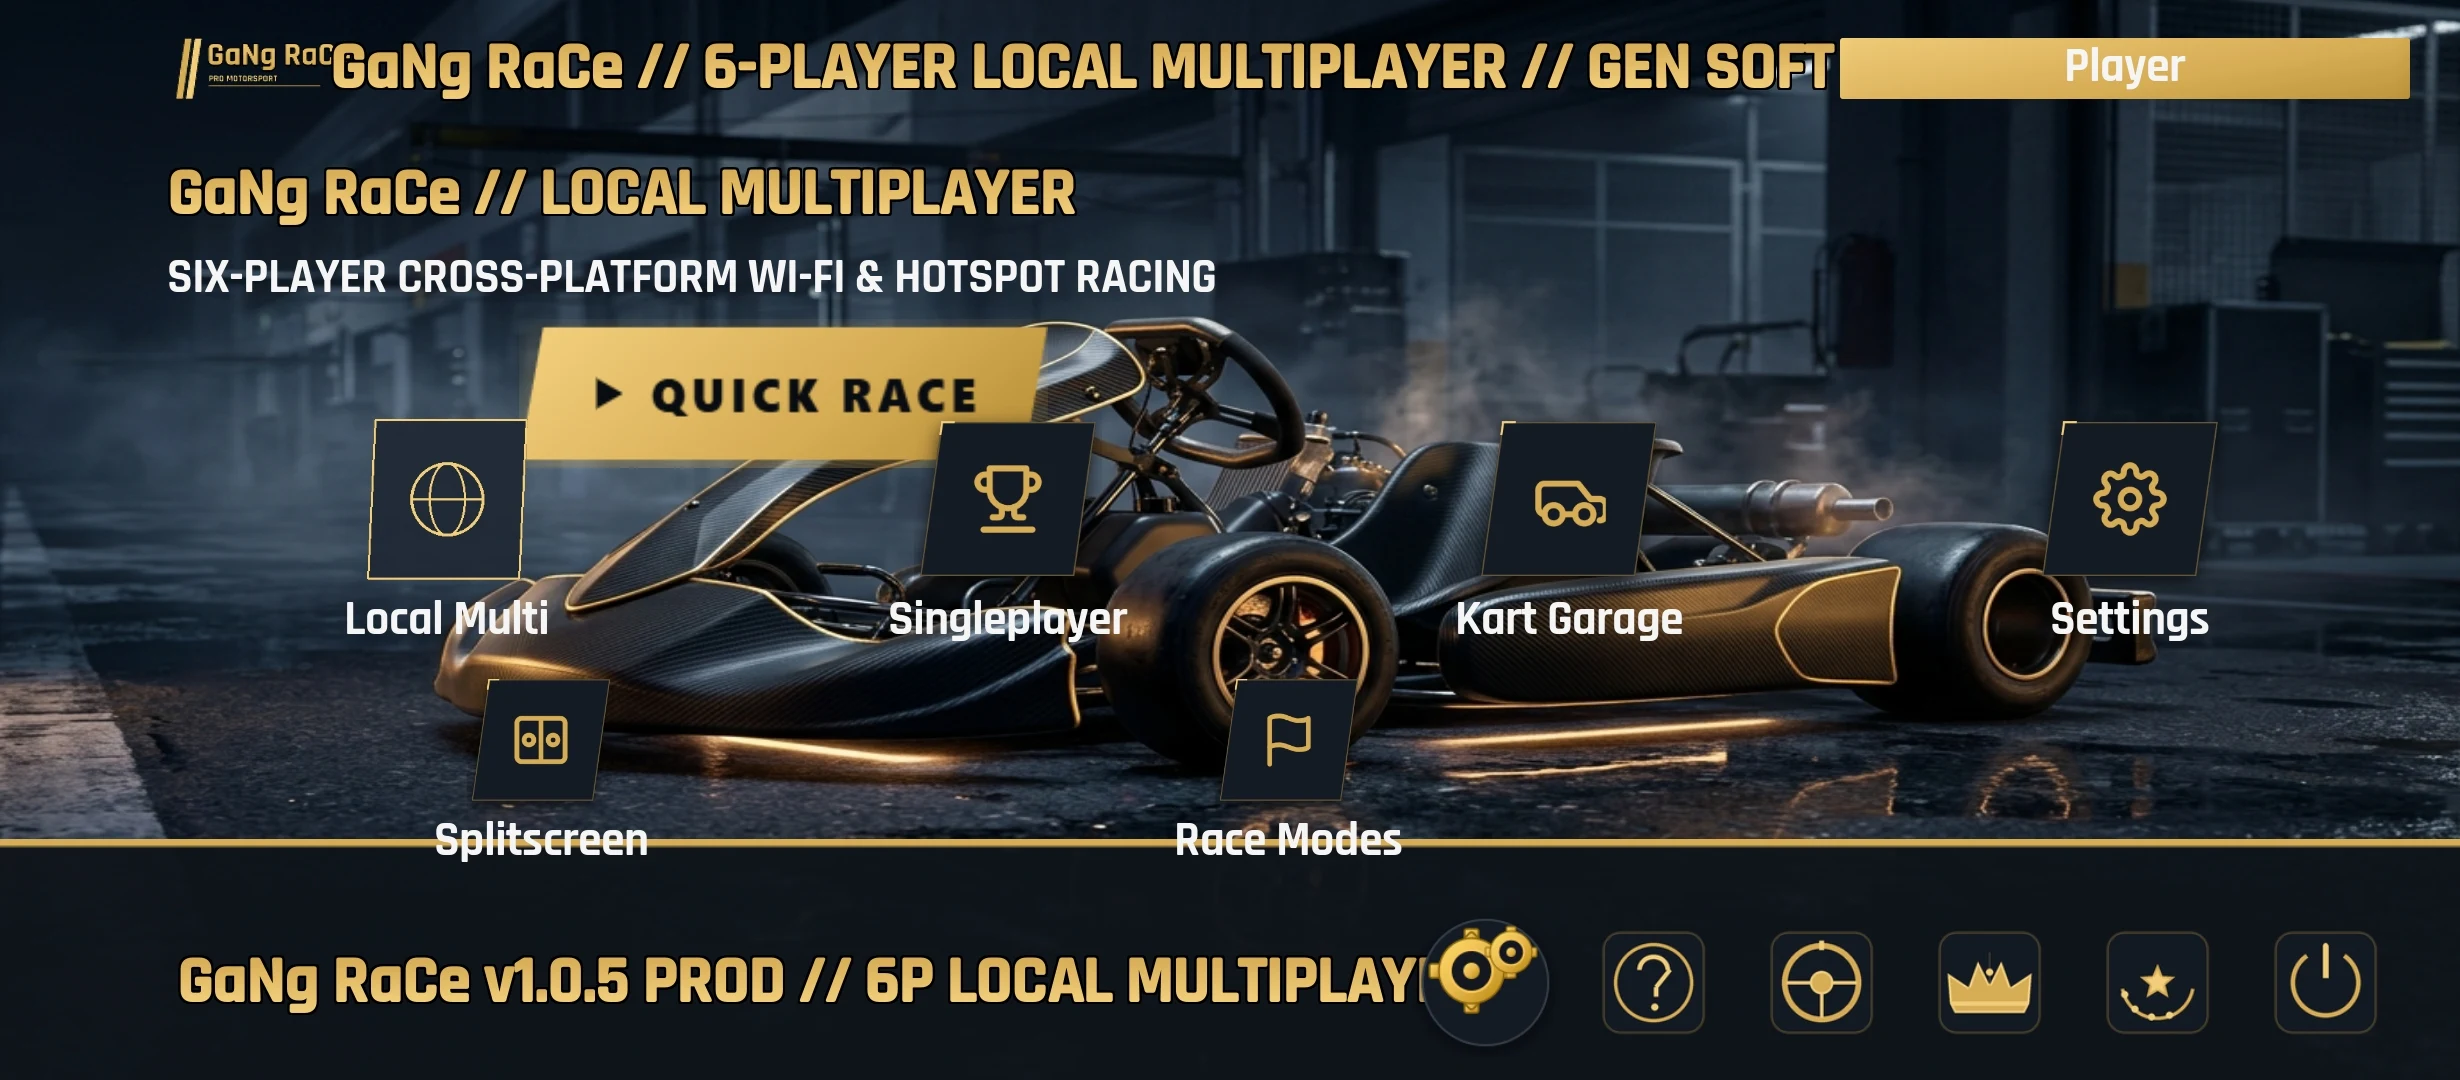 GaNg RaC
PRO MOTORSPORT
GaNg RaCe // 6-PLAYER LOCAL MULTIPLAYER // GEN SOFT
Player
GaNg RaCe // LOCAL MULTIPLAYER
SIX-PLAYER CROSS-PLATFORM WI-FI & HOTSPOT RACING
QUICK RACE
Local Multi
Singleplayer
Kart Garage
Settings
Splitscreen
Race Modes
GaNg RaCe v1.0.5 PROD // 6P LOCAL MULTIPLAY